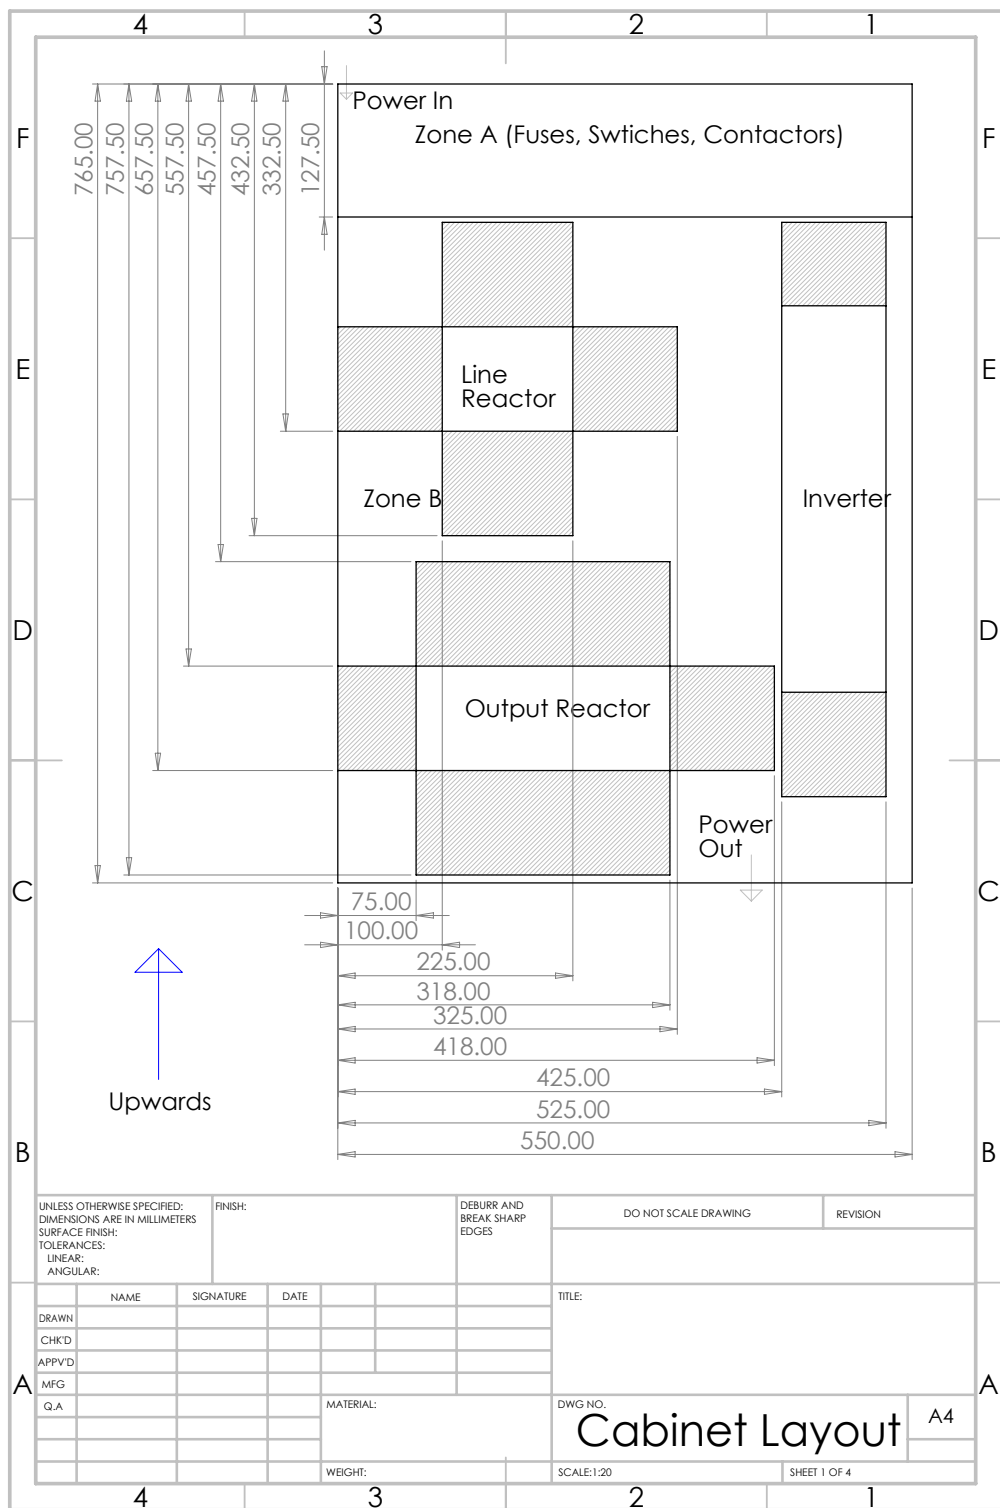 4 3 2 1
F F
E E
D D
C C
B B
A A
Power In
Zone A (Fuses, Swtiches, Contactors)
765.00
757.50
657.50
557.50
457.50
432.50
332.50
127.50
Line
Reactor
Zone B
Inverter
Output Reactor
Power
Out
75.00
100.00
225.00
318.00
325.00
418.00
425.00
525.00
550.00
Upwards
UNLESS OTHERWISE SPECIFIED:
DIMENSIONS ARE IN MILLIMETERS
SURFACE FINISH:
TOLERANCES:
LINEAR:
ANGULAR:
FINISH:
DEBURR AND
BREAK SHARP
EDGES
DO NOT SCALE DRAWING
REVISION
NAME SIGNATURE DATE
DRAWN
CHK'D
APPV'D
MFG
Q.A
TITLE:
MATERIAL:
WEIGHT:
DWG NO.
Cabinet Layout
A4
SCALE:1:20
SHEET 1 OF 4
4 3 2 1